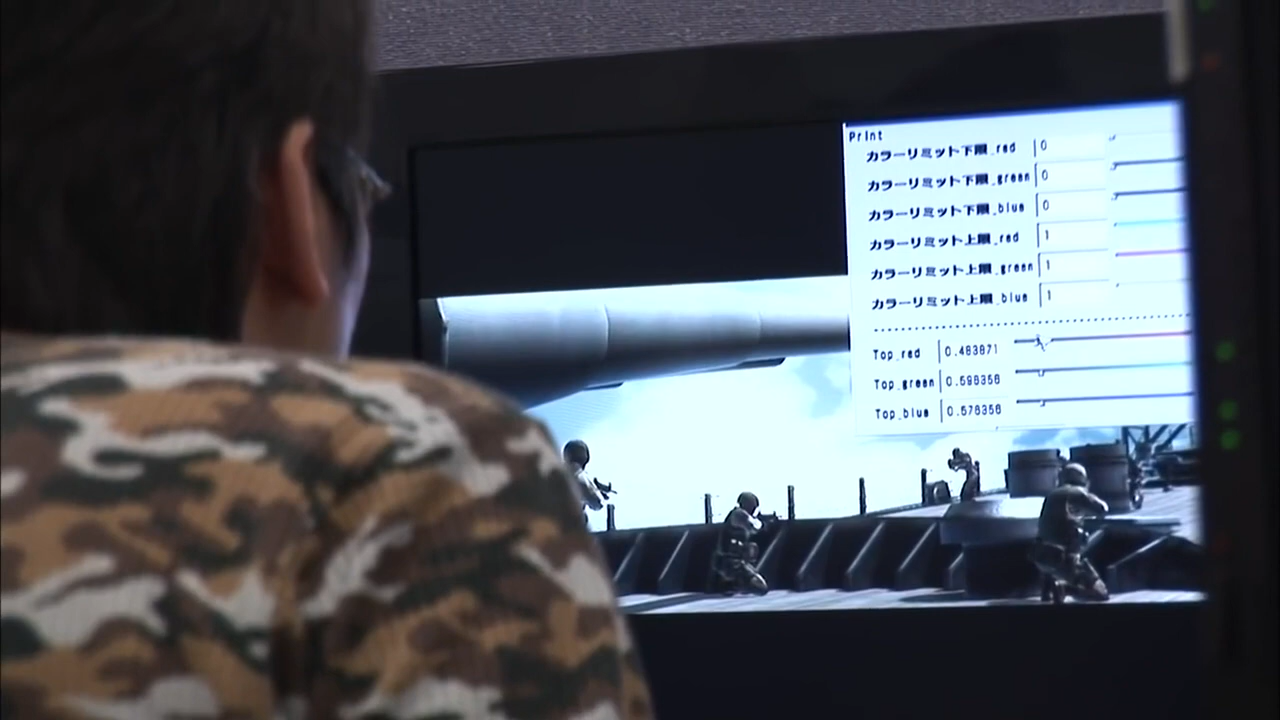 Print
カラーリミット下限_red 0
カラーリミット下限_green 0
カラーリミット下限_blue 0
カラーリミット上限_red 1
カラーリミット上限_green 1
カラーリミット上限_blue 1
Top_red 0.483871
Top_green 0.598356
Top_blue 0.578356